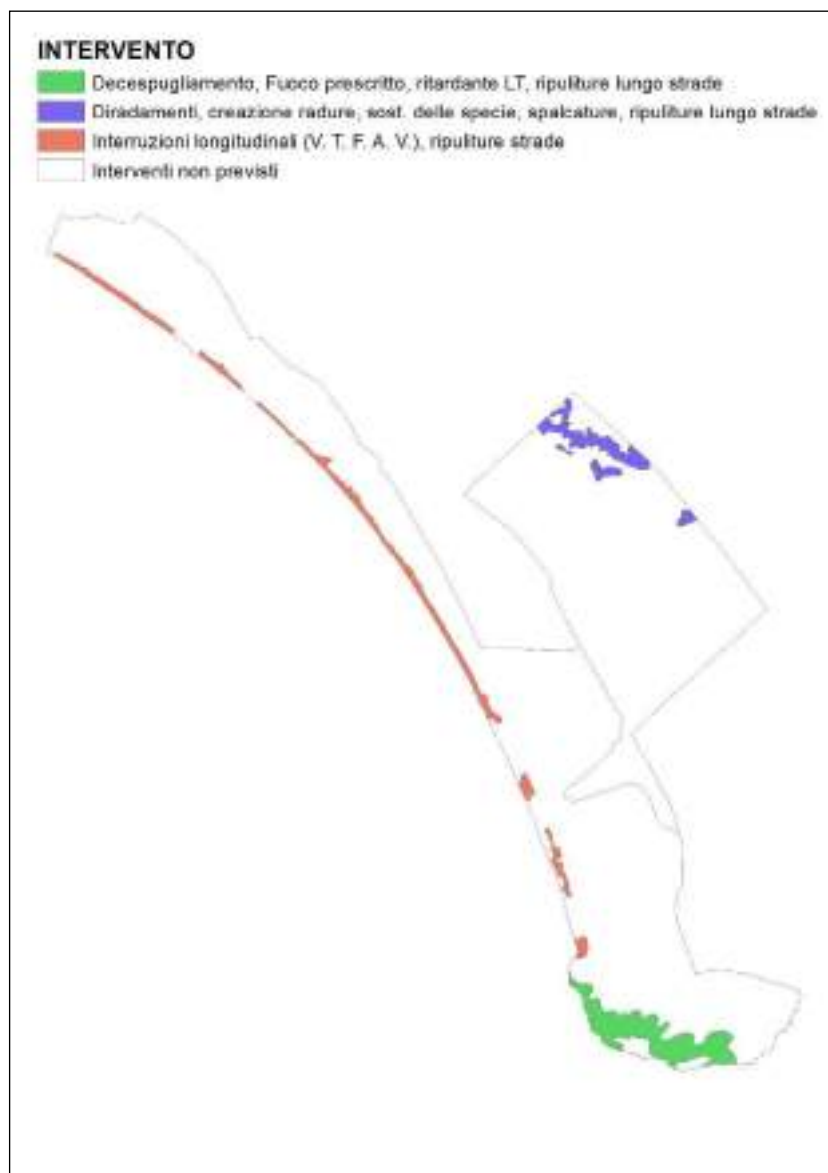 INTERVENTO
Decespugliamento, Fuoco prescritto, ritardante LT, ripuliture lungo strade
Diradamenti, creazione radure, sost. delle specie, spalcature, ripuliture lungo strade
Interruzioni longitudinali (V. T. F. A. V.), ripuliture strade
Interventi non previsti